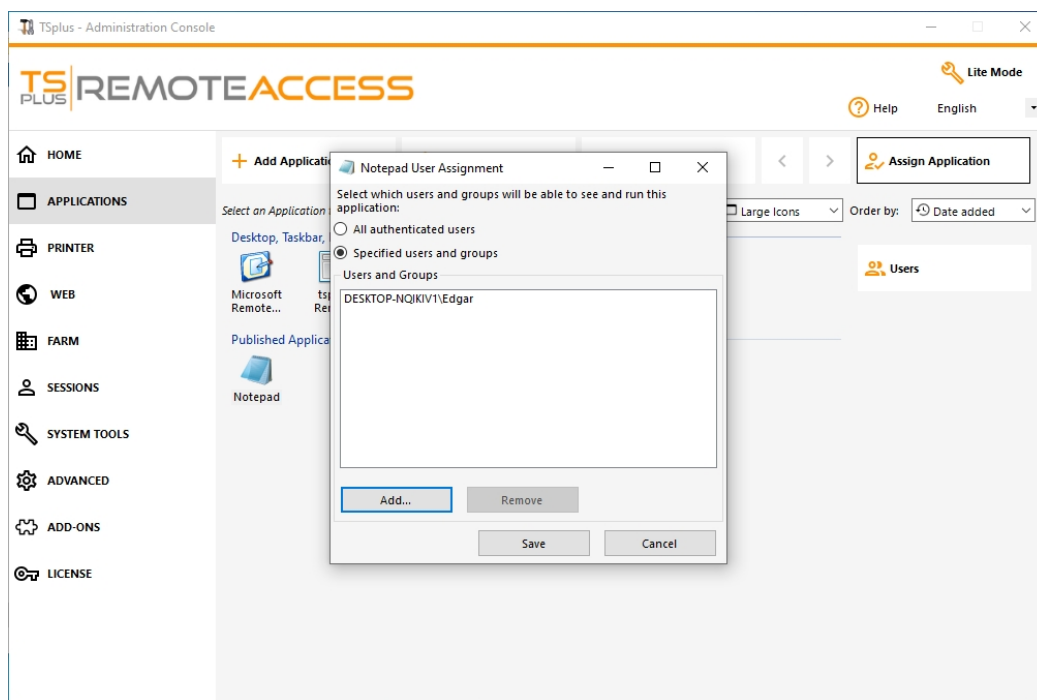 TSplus - Administration Console
TS PLUS REMOTEACCESS
Lite Mode
Help English
HOME
APPLICATIONS
PRINTER
WEB
FARM
SESSIONS
SYSTEM TOOLS
ADVANCED
ADD-ONS
LICENSE
Add
Assign Application
Select an Application
Large Icons Order by: Date added
Desktop, Taskbar,
Microsoft
Remote...
Published
Notepad
Users
Notepad User Assignment
Select which users and groups will be able to see and run this
application:
All authenticated users
Specified users and groups
Users and Groups
DESKTOP-NQIKIV1\Edgar
Add... Remove
Save Cancel